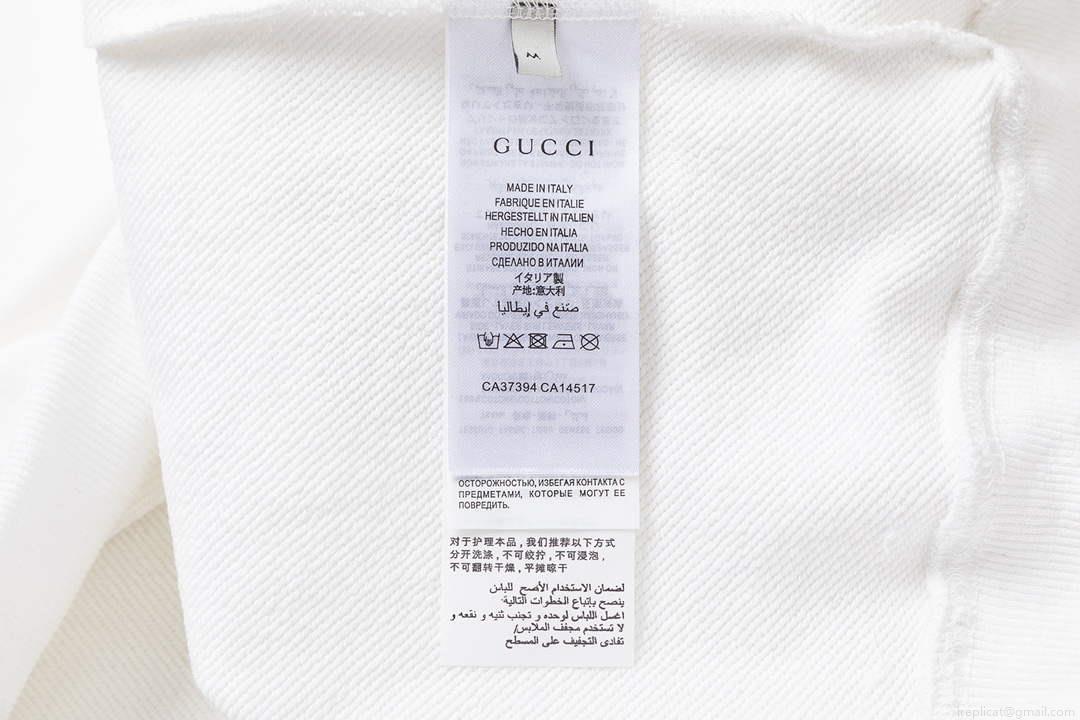 M
GUCCI
MADE IN ITALY
FABRIQUE EN ITALIE
HERGESTELLT IN ITALIEN
HECHO EN ITALIA
PRODUZIDO NA ITALIA
СДЕЛАНО В ИТАЛИИ
イタリア製
产地:意大利
صنع في إيطاليا
CA37394 CA14517
ОСТОРОЖНОСТЬЮ, ИЗБЕГАЯ КОНТАКТА С
ПРЕДМЕТАМИ, КОТОРЫЕ МОГУТ ЕЕ
ПОВРЕДИТЬ.
对于护理本品，我们推荐以下方式
分开洗涤，不可绞拧，不可浸泡，
不可翻转干燥，平摊晾干
لضمان الاستخدام الأصح للباس
ينصح بإتباع الخطوات التالية:
اغسل اللباس لوحده و تجنب ثنيه و نقعه و
لا تستخدم مجفف الملابس/
تفادى التجفيف على المسطح
ireplicat@gmail.com